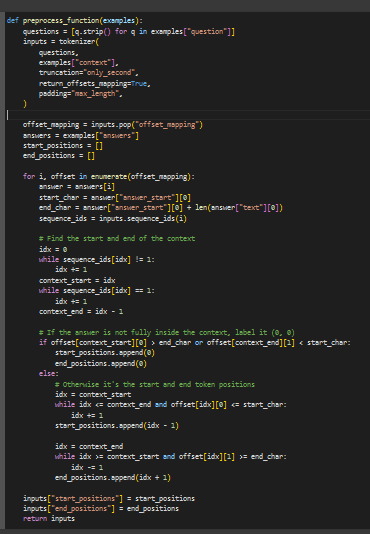 def preprocess_function(examples):
    questions = [q.strip() for q in examples["question"]]
    inputs = tokenizer(
        questions,
        examples["context"],
        truncation="only_second",
        return_offsets_mapping=True,
        padding="max_length",
    )

    offset_mapping = inputs.pop("offset_mapping")
    answers = examples["answers"]
    start_positions = []
    end_positions = []

    for i, offset in enumerate(offset_mapping):
        answer = answers[i]
        start_char = answer["answer_start"][0]
        end_char = answer["answer_start"][0] + len(answer["text"][0])
        sequence_ids = inputs.sequence_ids(i)

        # Find the start and end of the context
        idx = 0
        while sequence_ids[idx] != 1:
            idx += 1
        context_start = idx
        while sequence_ids[idx] == 1:
            idx += 1
        context_end = idx - 1

        # If the answer is not fully inside the context, label it (0, 0)
        if offset[context_start][0] > end_char or offset[context_end][1] < start_char:
            start_positions.append(0)
            end_positions.append(0)
        else:
            # Otherwise it's the start and end token positions
            idx = context_start
            while idx <= context_end and offset[idx][0] <= start_char:
                idx += 1
            start_positions.append(idx - 1)

            idx = context_end
            while idx >= context_start and offset[idx][1] >= end_char:
                idx -= 1
            end_positions.append(idx + 1)

    inputs["start_positions"] = start_positions
    inputs["end_positions"] = end_positions
    return inputs